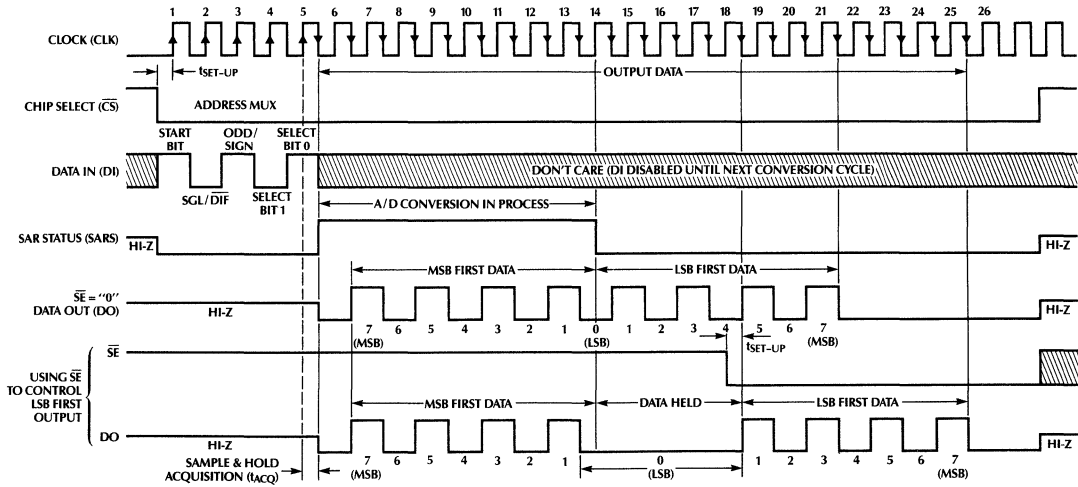 1 2 3 4 5 6 7 8 9 10 11 12 13 14 15 16 17 18 19 20 21 22 23 24 25 26
CLOCK (CLK)
tSET-UP
OUTPUT DATA
CHIP SELECT (CS)
ADDRESS MUX
START BIT
ODD/ SIGN
SELECT BIT 0
DATA IN (DI)
DON'T CARE (DI DISABLED UNTIL NEXT CONVERSION CYCLE)
SGL/DIF
SELECT BIT 1
A/D CONVERSION IN PROCESS
SAR STATUS (SARS)
HI-Z
HI-Z
MSB FIRST DATA
LSB FIRST DATA
SE = "0"
DATA OUT (DO)
HI-Z
HI-Z
7 6 5 4 3 2 1 0 1 2 3 4 5 6 7
(MSB) (LSB) (MSB)
tSET-UP
SE
USING SE
TO CONTROL
LSB FIRST
OUTPUT
MSB FIRST DATA
DATA HELD
LSB FIRST DATA
DO
HI-Z
HI-Z
7 6 5 4 3 2 1 0 1 2 3 4 5 6 7
(MSB) (LSB) (MSB)
SAMPLE & HOLD
ACQUISITION (tACQ)